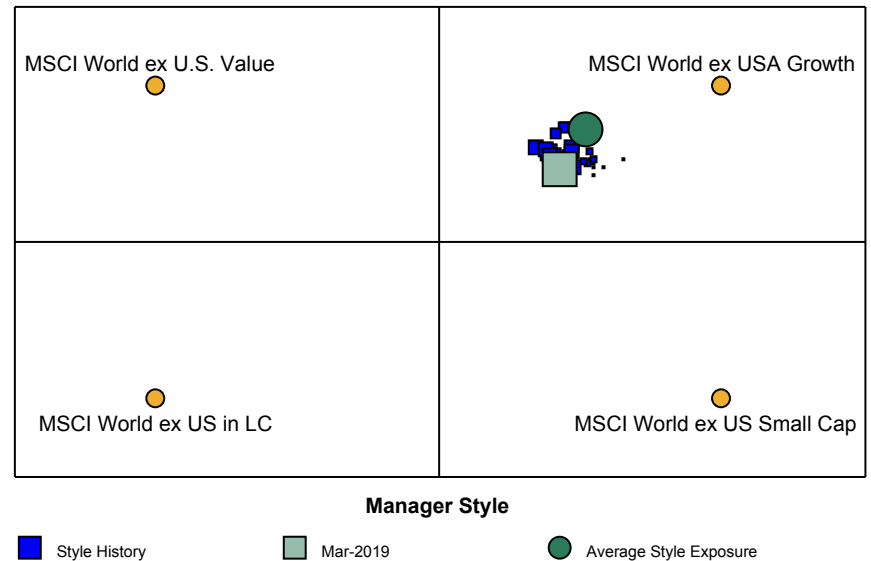 MSCI World ex U.S. Value
MSCI World ex USA Growth
MSCI World ex US in LC
MSCI World ex US Small Cap
Manager Style
Style History
Mar-2019
Average Style Exposure